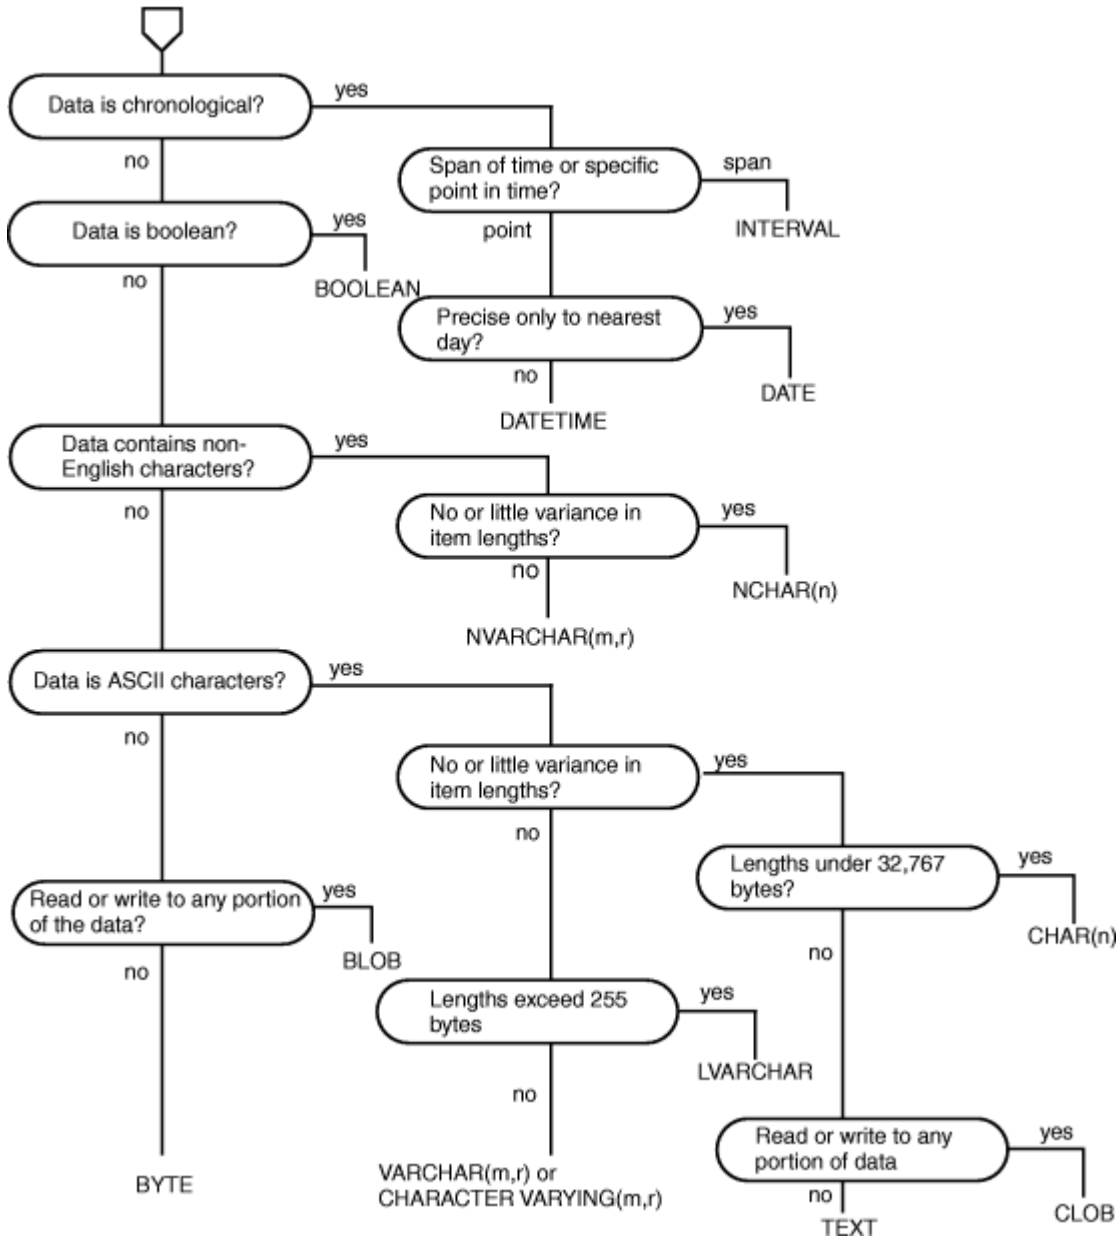 Data is chronological?
yes
no
Span of time or specific
point in time?
span
INTERVAL
point
Data is boolean?
yes
BOOLEAN
no
Precise only to nearest
day?
yes
DATE
no
DATETIME
Data contains non-
English characters?
yes
no
No or little variance in
item lengths?
yes
NCHAR(n)
no
NVARCHAR(m,r)
Data is ASCII characters?
yes
no
No or little variance in
item lengths?
yes
no
Lengths under 32,767
bytes?
yes
CHAR(n)
no
Read or write to any portion
of the data?
yes
BLOB
no
Lengths exceed 255
bytes
yes
LVARCHAR
no
Read or write to any
portion of data
yes
CLOB
no
TEXT
BYTE
VARCHAR(m,r) or
CHARACTER VARYING(m,r)